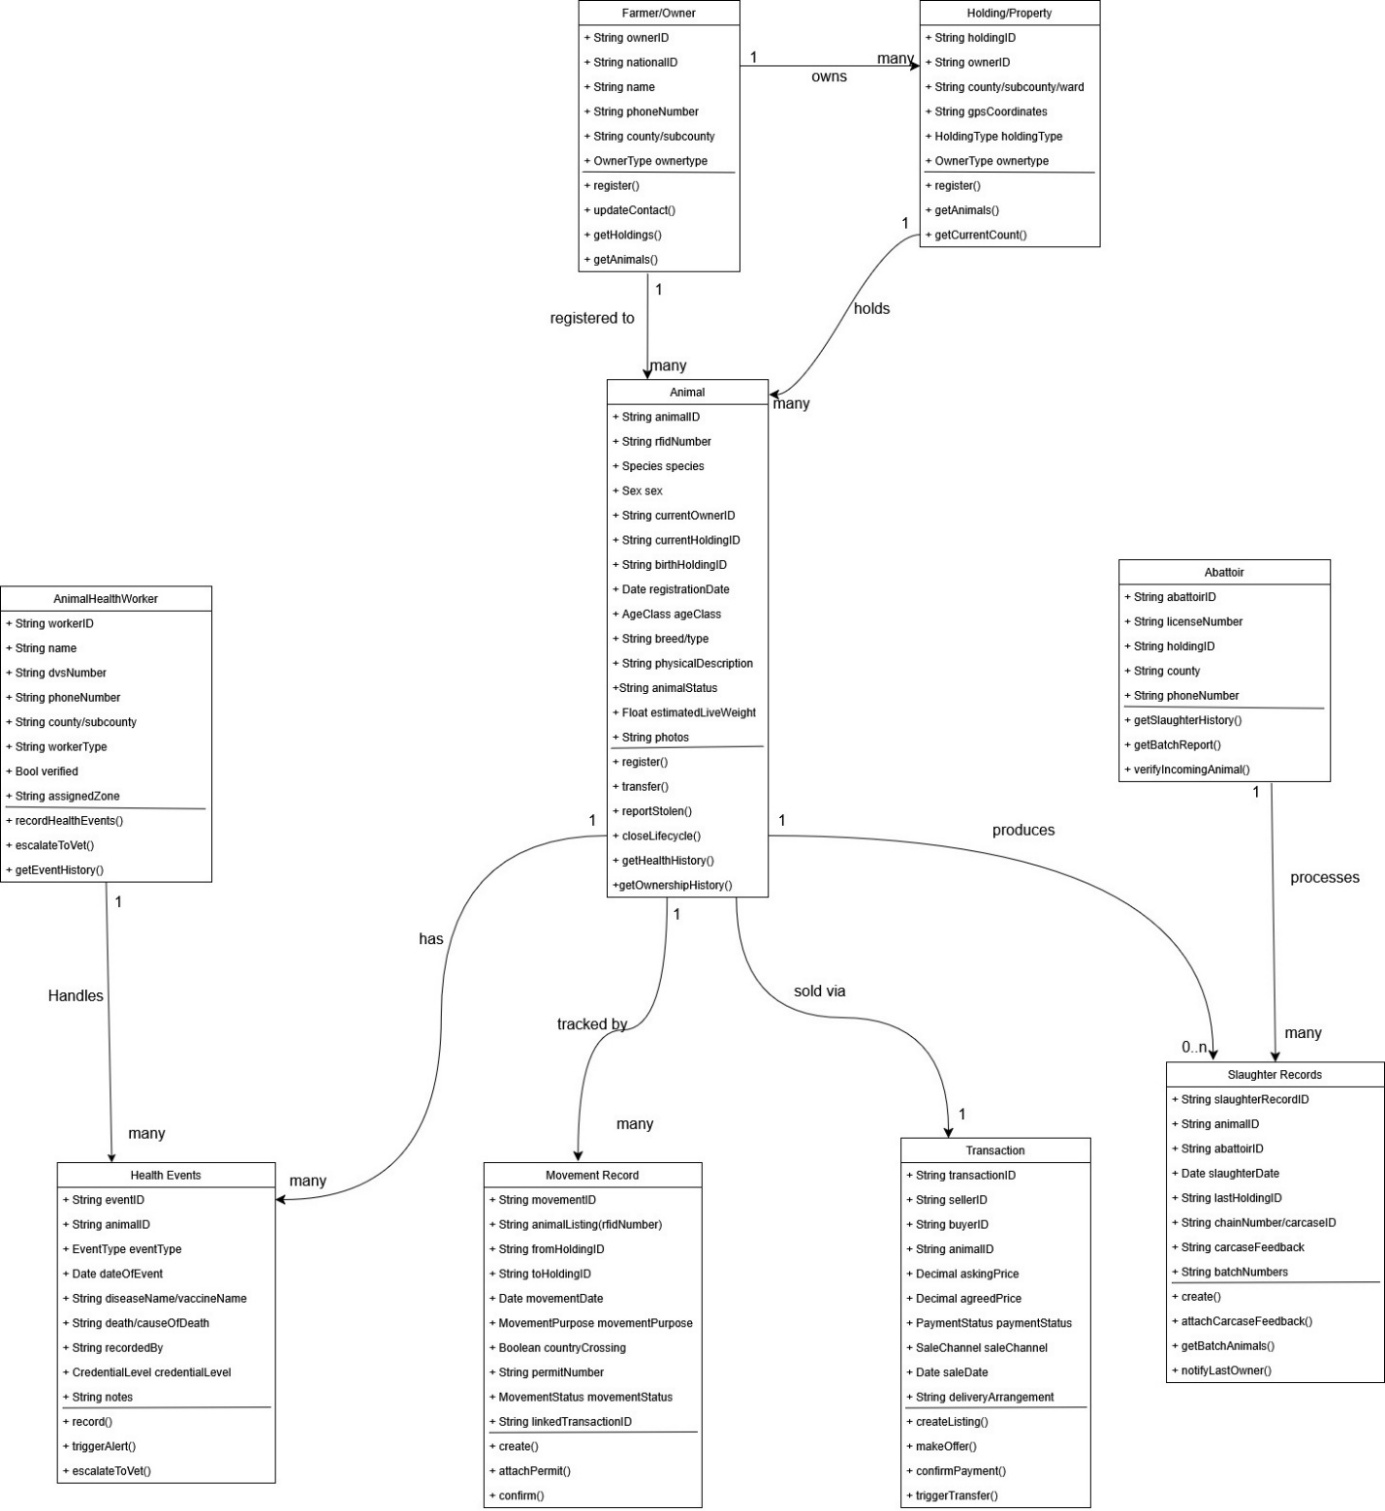 Farmer/Owner
+ String ownerID
+ String nationalID
+ String name
+ String phoneNumber
+ String county/subcounty
+ OwnerType ownertype
+ register()
+ updateContact()
+ getHoldings()
+ getAnimals()
1
many
owns
Holding/Property
+ String holdingID
+ String ownerID
+ String county/subcounty/ward
+ String gpsCoordinates
+ HoldingType holdingType
+ OwnerType ownertype
+ register()
+ getAnimals()
+ getCurrentCount()
1
holds
many
1
registered to
many
Animal
+ String animalID
+ String rfidNumber
+ Species species
+ Sex sex
+ String currentOwnerID
+ String currentHoldingID
+ String birthHoldingID
+ Date registrationDate
+ AgeClass ageClass
+ String breed/type
+ String physicalDescription
+String animalStatus
+ Float estimatedLiveWeight
+ String photos
+ register()
+ transfer()
+ reportStolen()
+ closeLifecycle()
+ getHealthHistory()
+getOwnershipHistory()
AnimalHealthWorker
+ String workerID
+ String name
+ String dvsNumber
+ String phoneNumber
+ String county/subcounty
+ String workerType
+ Bool verified
+ String assignedZone
+ recordHealthEvents()
+ escalateToVet()
+ getEventHistory()
1
Handles
many
Abattoir
+ String abattoirID
+ String licenseNumber
+ String holdingID
+ String county
+ String phoneNumber
+ getSlaughterHistory()
+ getBatchReport()
+ verifyIncomingAnimal()
1
processes
many
1
has
many
1
tracked by
many
sold via
1
1
produces
0..n
Health Events
+ String eventID
+ String animalID
+ EventType eventType
+ Date dateOfEvent
+ String diseaseName/vaccineName
+ String death/causeOfDeath
+ String recordedBy
+ CredentialLevel credentialLevel
+ String notes
+ record()
+ triggerAlert()
+ escalateToVet()
Movement Record
+ String movementID
+ String animalListing(rfidNumber)
+ String fromHoldingID
+ String toHoldingID
+ Date movementDate
+ MovementPurpose movementPurpose
+ Boolean countryCrossing
+ String permitNumber
+ MovementStatus movementStatus
+ String linkedTransactionID
+ create()
+ attachPermit()
+ confirm()
Transaction
+ String transactionID
+ String sellerID
+ String buyerID
+ String animalID
+ Decimal askingPrice
+ Decimal agreedPrice
+ PaymentStatus paymentStatus
+ SaleChannel saleChannel
+ Date saleDate
+ String deliveryArrangement
+ createListing()
+ makeOffer()
+ confirmPayment()
+ triggerTransfer()
Slaughter Records
+ String slaughterRecordID
+ String animalID
+ String abattoirID
+ Date slaughterDate
+ String lastHoldingID
+ String chainNumber/carcaseID
+ String carcaseFeedback
+ String batchNumbers
+ create()
+ attachCarcaseFeedback()
+ getBatchAnimals()
+ notifyLastOwner()